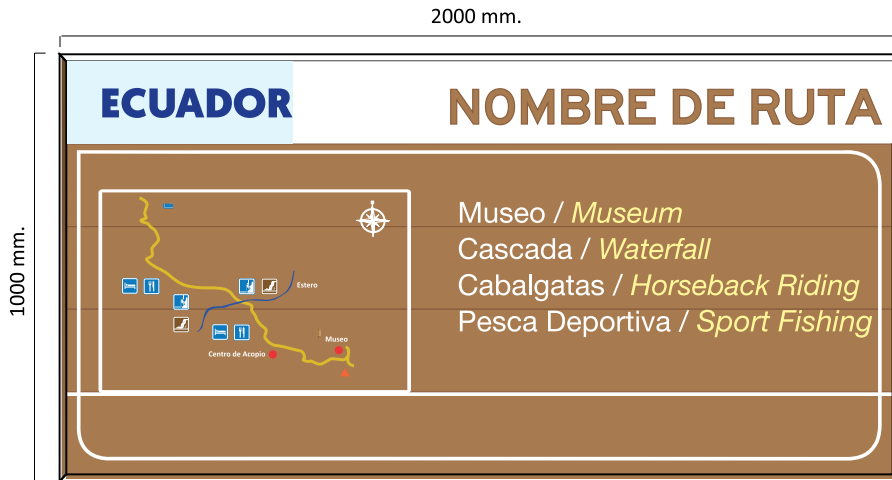 2000 mm.
1000 mm.
ECUADOR
NOMBRE DE RUTA
Museo / Museum
Cascada / Waterfall
Cabalgatas / Horseback Riding
Pesca Deportiva / Sport Fishing
Estero
Museo
Centro de Acopio